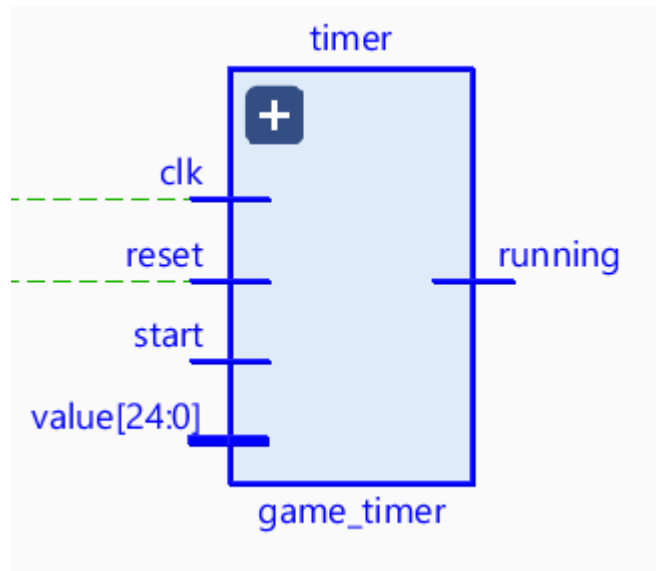 timer
clk
reset
running
start
value[24:0]
game_timer